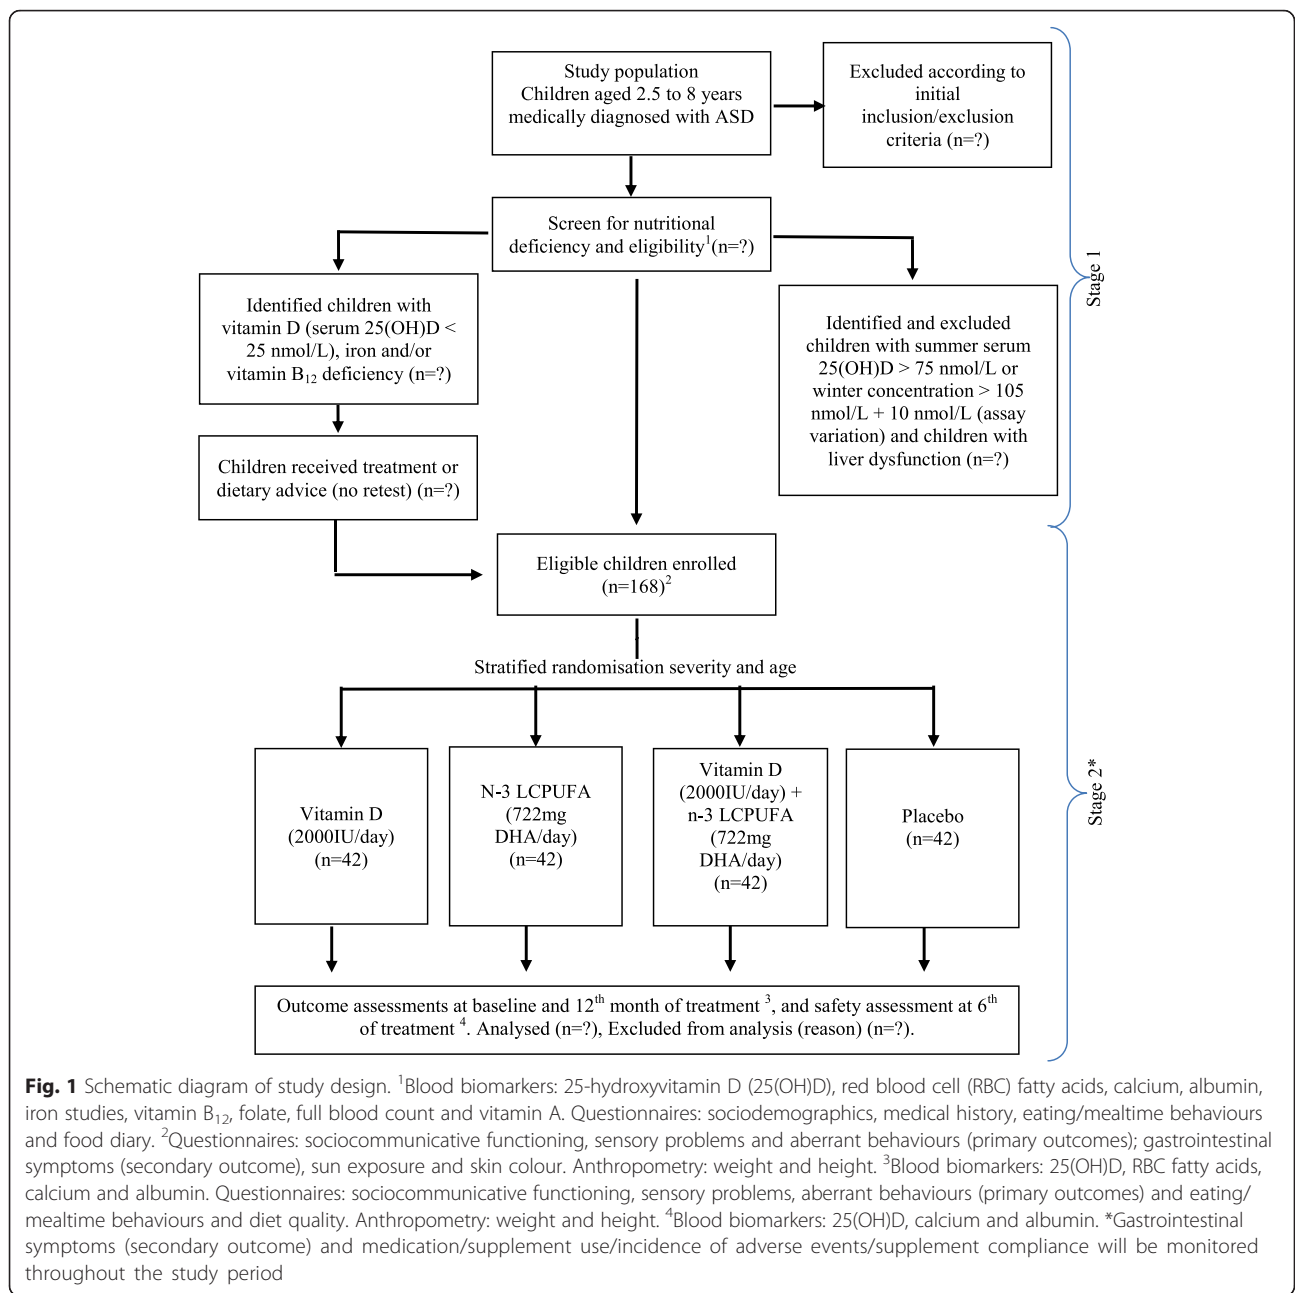 Study population
Children aged 2.5 to 8 years
medically diagnosed with ASD
Excluded according to
initial
inclusion/exclusion
criteria (n=?)
Screen for nutritional
deficiency and eligibility¹(n=?)
Identified children with
vitamin D (serum 25(OH)D <
25 nmol/L), iron and/or
vitamin B₁₂ deficiency (n=?)
Identified and excluded
children with summer serum
25(OH)D > 75 nmol/L or
winter concentration > 105
nmol/L + 10 nmol/L (assay
variation) and children with
liver dysfunction (n=?)
Stage 1
Children received treatment or
dietary advice (no retest) (n=?)
Eligible children enrolled
(n=168)²
Stratified randomisation severity and age
Vitamin D
(2000IU/day)
(n=42)
N-3 LCPUFA
(722mg
DHA/day)
(n=42)
Vitamin D
(2000IU/day) +
n-3 LCPUFA
(722mg
DHA/day)
(n=42)
Placebo
(n=42)
Stage 2*
Outcome assessments at baseline and 12ᵗʰ month of treatment ³, and safety assessment at 6ᵗʰ
of treatment ⁴. Analysed (n=?), Excluded from analysis (reason) (n=?).
Fig. 1 Schematic diagram of study design. ¹Blood biomarkers: 25-hydroxyvitamin D (25(OH)D), red blood cell (RBC) fatty acids, calcium, albumin,
iron studies, vitamin B₁₂, folate, full blood count and vitamin A. Questionnaires: sociodemographics, medical history, eating/mealtime behaviours
and food diary. ²Questionnaires: sociocommunicative functioning, sensory problems and aberrant behaviours (primary outcomes); gastrointestinal
symptoms (secondary outcome), sun exposure and skin colour. Anthropometry: weight and height. ³Blood biomarkers: 25(OH)D, RBC fatty acids,
calcium and albumin. Questionnaires: sociocommunicative functioning, sensory problems, aberrant behaviours (primary outcomes) and eating/
mealtime behaviours and diet quality. Anthropometry: weight and height. ⁴Blood biomarkers: 25(OH)D, calcium and albumin. *Gastrointestinal
symptoms (secondary outcome) and medication/supplement use/incidence of adverse events/supplement compliance will be monitored
throughout the study period